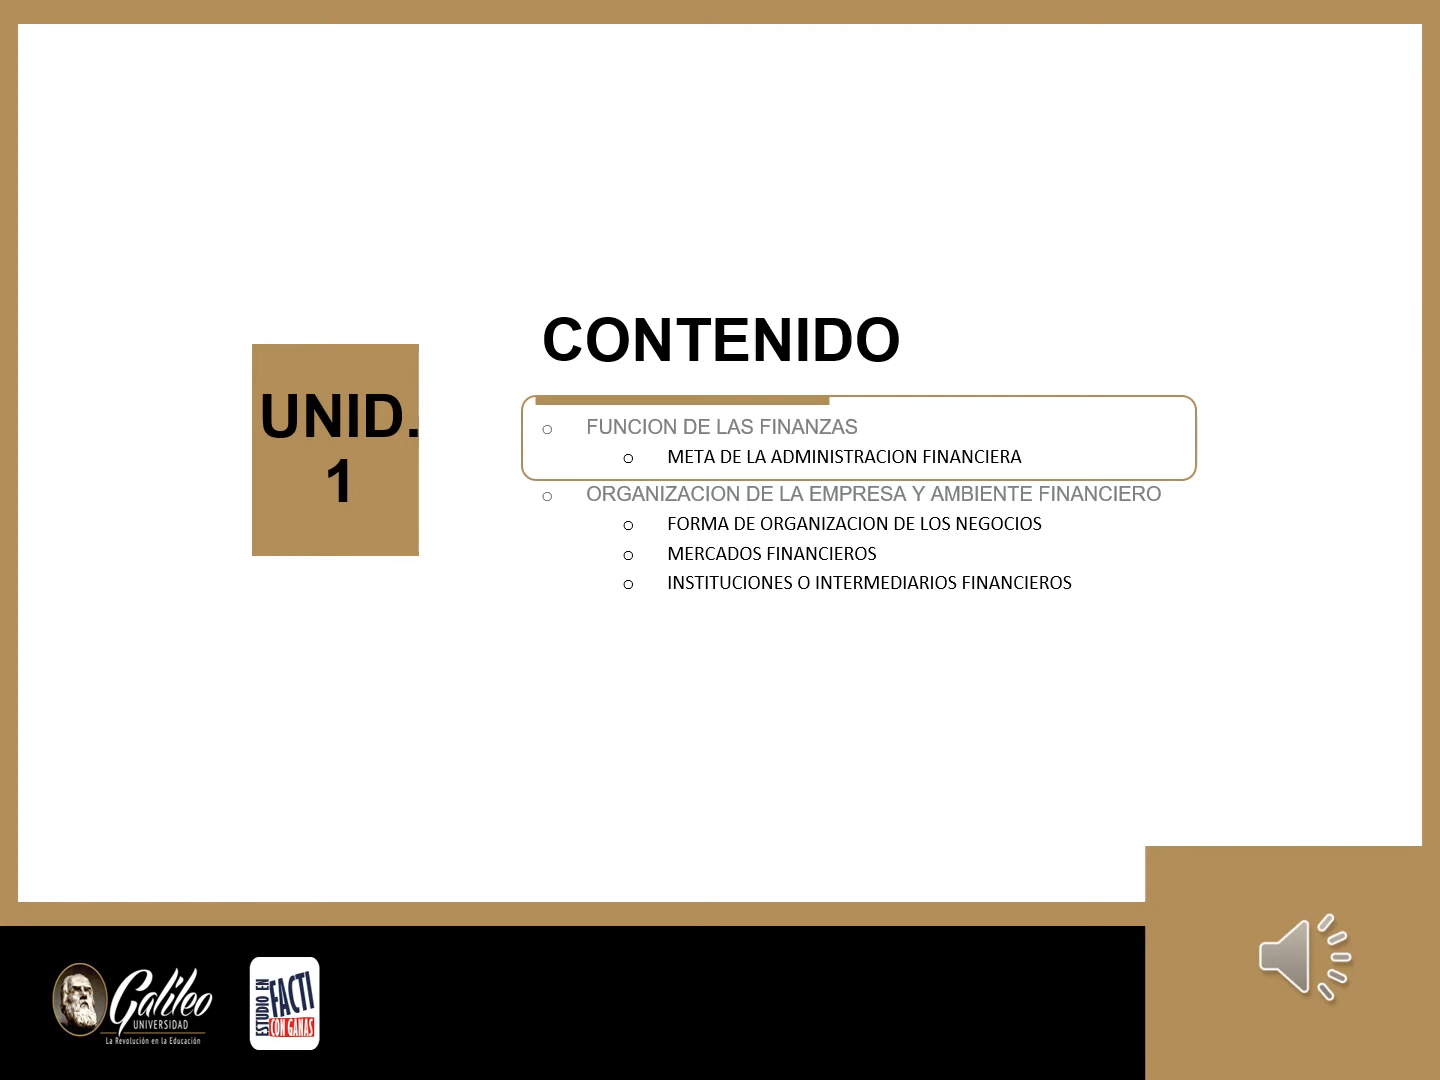 CONTENIDO
UNID.
1
FUNCION DE LAS FINANZAS
META DE LA ADMINISTRACION FINANCIERA
ORGANIZACION DE LA EMPRESA Y AMBIENTE FINANCIERO
FORMA DE ORGANIZACION DE LOS NEGOCIOS
MERCADOS FINANCIEROS
INSTITUCIONES O INTERMEDIARIOS FINANCIEROS
Galileo
UNIVERSIDAD
La Revolución en la Educación
ESTUDIO EN
FACTI
CON GANAS